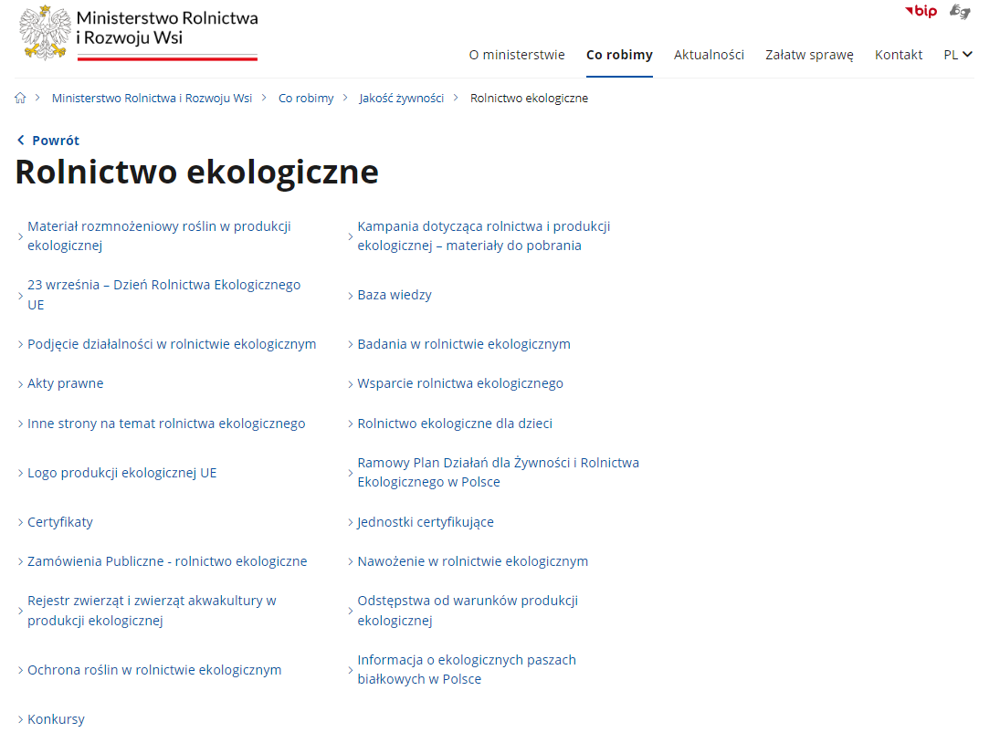 Ministerstwo Rolnictwa
i Rozwoju Wsi
bip
O ministerstwie
Co robimy
Aktualności
Załatw sprawę
Kontakt
PL
Ministerstwo Rolnictwa i Rozwoju Wsi
Co robimy
Jakość żywności
Rolnictwo ekologiczne
Powrót
Rolnictwo ekologiczne
Materiał rozmnożeniowy roślin w produkcji
ekologicznej
Kampania dotycząca rolnictwa i produkcji
ekologicznej – materiały do pobrania
23 września – Dzień Rolnictwa Ekologicznego
UE
Baza wiedzy
Podjęcie działalności w rolnictwie ekologicznym
Badania w rolnictwie ekologicznym
Akty prawne
Wsparcie rolnictwa ekologicznego
Inne strony na temat rolnictwa ekologicznego
Rolnictwo ekologiczne dla dzieci
Logo produkcji ekologicznej UE
Ramowy Plan Działań dla Żywności i Rolnictwa
Ekologicznego w Polsce
Certyfikaty
Jednostki certyfikujące
Zamówienia Publiczne - rolnictwo ekologiczne
Nawożenie w rolnictwie ekologicznym
Rejestr zwierząt i zwierząt akwakultury w
produkcji ekologicznej
Odstępstwa od warunków produkcji
ekologicznej
Ochrona roślin w rolnictwie ekologicznym
Informacja o ekologicznych paszach
białkowych w Polsce
Konkursy